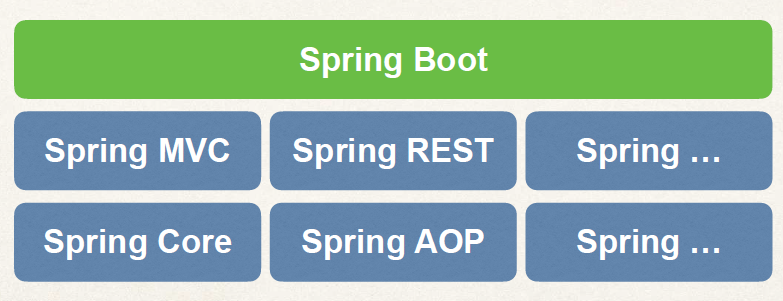 Spring Boot
Spring MVC
Spring REST
Spring …
Spring Core
Spring AOP
Spring …